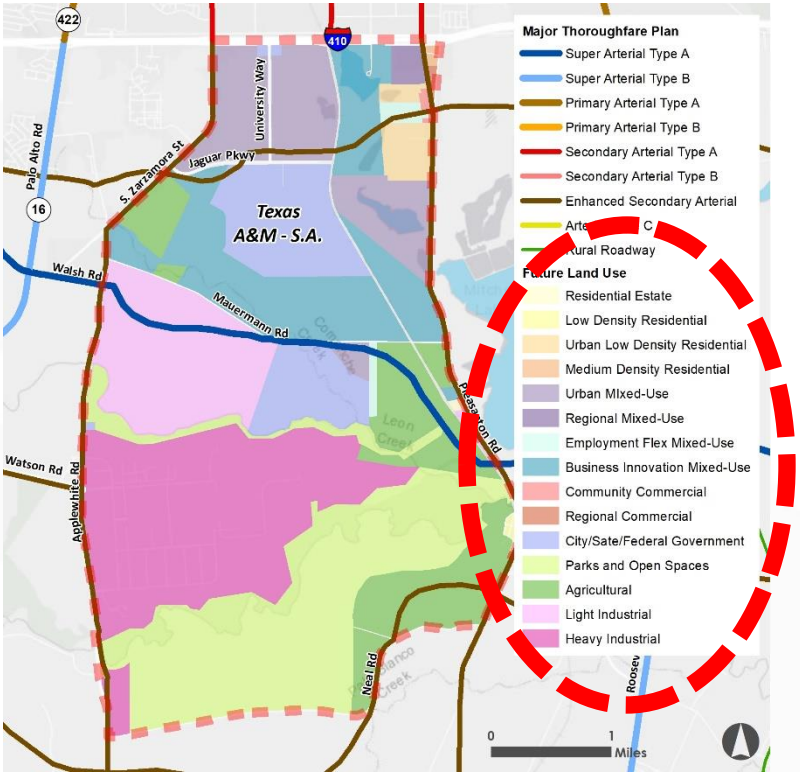 422
410
Palo Alto Rd
16
University Way
S. Zarzamora St
Jaguar Pkwy
Texas
A&M - S.A.
Walsh Rd
Mauermann Rd
Creek
Leon
Creek
Pleasanton Rd
Watson Rd
Applewhite Rd
Neal Rd
Blanco
Creek
Roosev
Major Thoroughfare Plan
Super Arterial Type A
Super Arterial Type B
Primary Arterial Type A
Primary Arterial Type B
Secondary Arterial Type A
Secondary Arterial Type B
Enhanced Secondary Arterial
Arte C
Rural Roadway
Future Land Use
Residential Estate
Low Density Residential
Urban Low Density Residential
Medium Density Residential
Urban MIxed-Use
Regional Mixed-Use
Employment Flex Mixed-Use
Business Innovation Mixed-Use
Community Commercial
Regional Commercial
City/Sate/Federal Government
Parks and Open Spaces
Agricultural
Light Industrial
Heavy Industrial
0 1
Miles